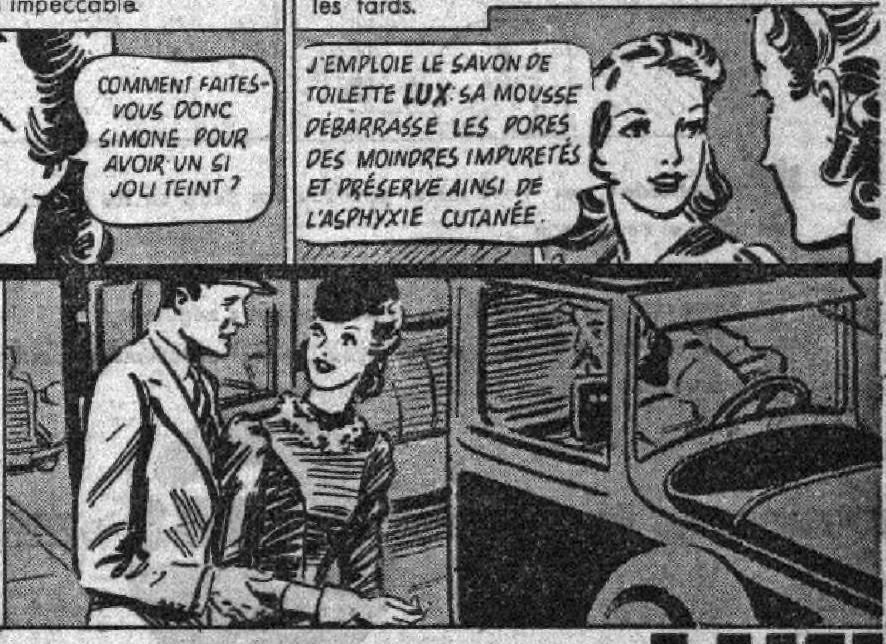 impeccable.
les fards.
COMMENT FAITES-
VOUS DONC
SIMONE POUR
AVOIR UN SI
JOLI TEINT ?
J'EMPLOIE LE SAVON DE
TOILETTE LUX: SA MOUSSE
DÉBARRASSE LES PORES
DES MOINDRES IMPURETÉS
ET PRÉSERVE AINSI DE
L'ASPHYXIE CUTANÉE.